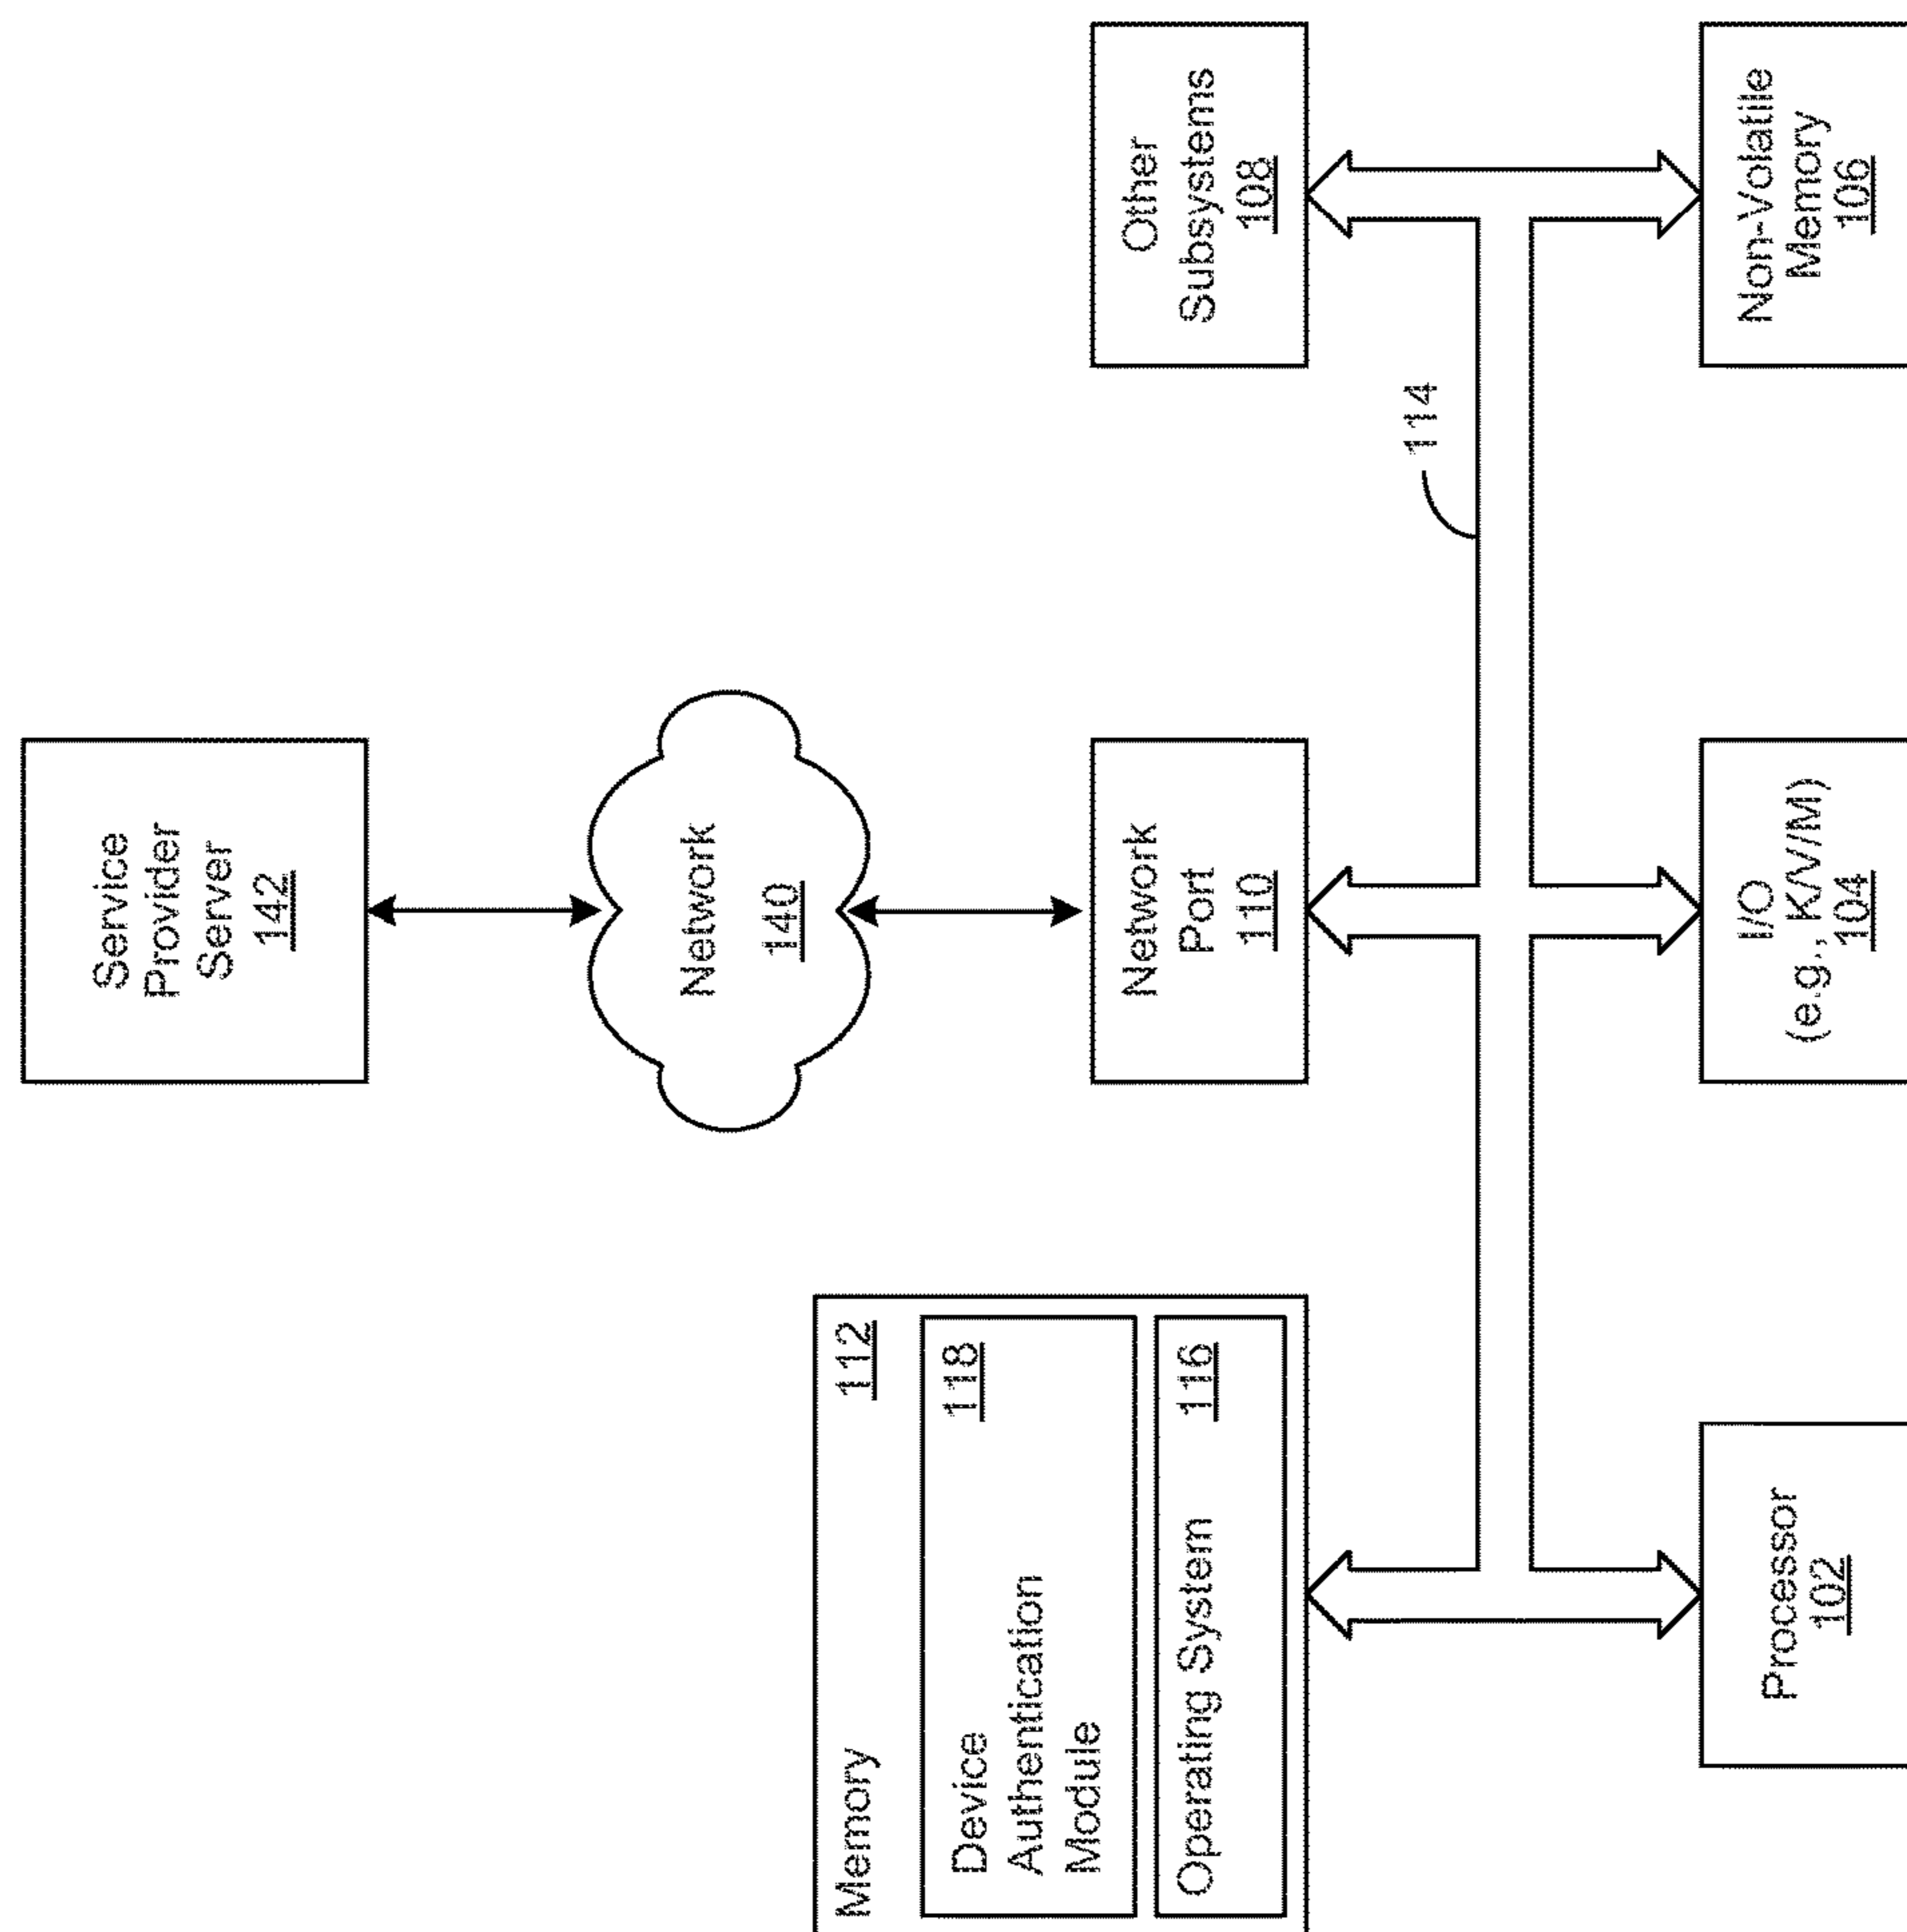 Service
Provider
Server
142
Network
140
Memory 112
Device 118
Authentication
Module
Operating System 116
Network
Port
110
Other
Subsystems
108
114
Processor
102
I/O
(e.g., K/V/M)
104
Non-Volatile
Memory
106